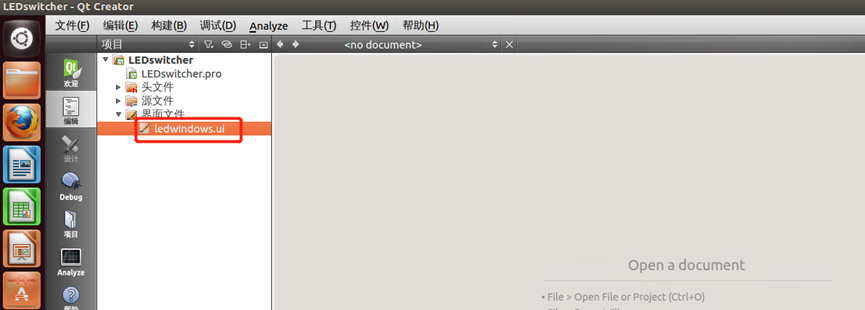 LEDswitcher - Qt Creator
文件(F) 编辑(E) 构建(B) 调试(D) Analyze 工具(T) 控件(W) 帮助(H)
项目 <no document>
欢迎
编辑
设计
Debug
项目
Analyze
帮助
LEDswitcher
LEDswitcher.pro
头文件
源文件
界面文件
ledwindows.ui
Open a document
• File > Open File or Project (Ctrl+O)